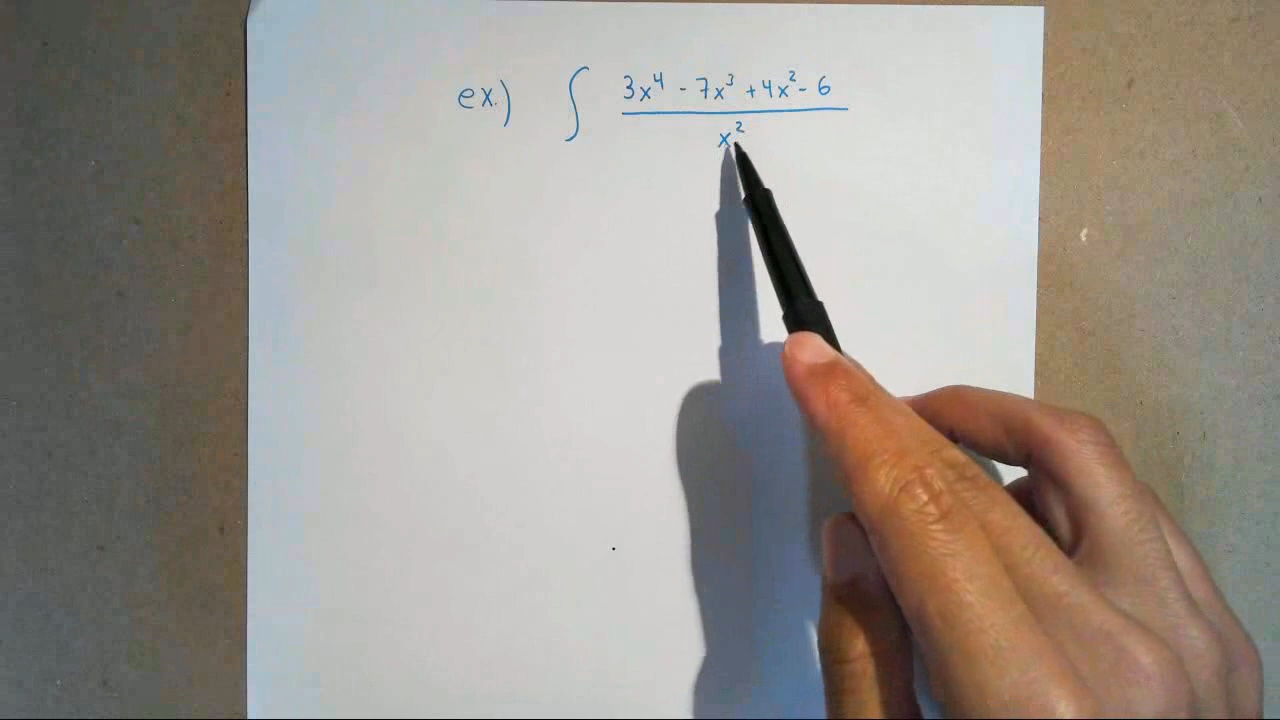 ex.) ∫ (3x⁴ - 7x³ + 4x² - 6) / x²